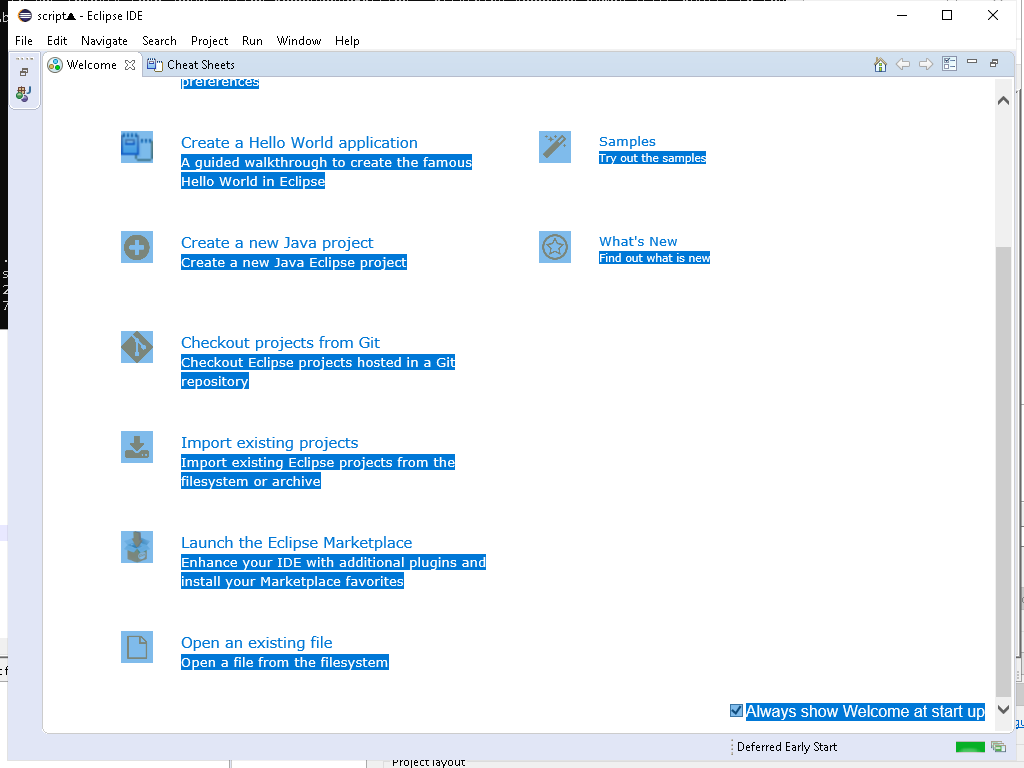 script▲ - Eclipse IDE
File Edit Navigate Search Project Run Window Help
Welcome Cheat Sheets
preferences
Create a Hello World application
A guided walkthrough to create the famous
Hello World in Eclipse
Samples
Try out the samples
Create a new Java project
Create a new Java Eclipse project
What's New
Find out what is new
Checkout projects from Git
Checkout Eclipse projects hosted in a Git
repository
Import existing projects
Import existing Eclipse projects from the
filesystem or archive
Launch the Eclipse Marketplace
Enhance your IDE with additional plugins and
install your Marketplace favorites
Open an existing file
Open a file from the filesystem
Always show Welcome at start up
Deferred Early Start
Project layout